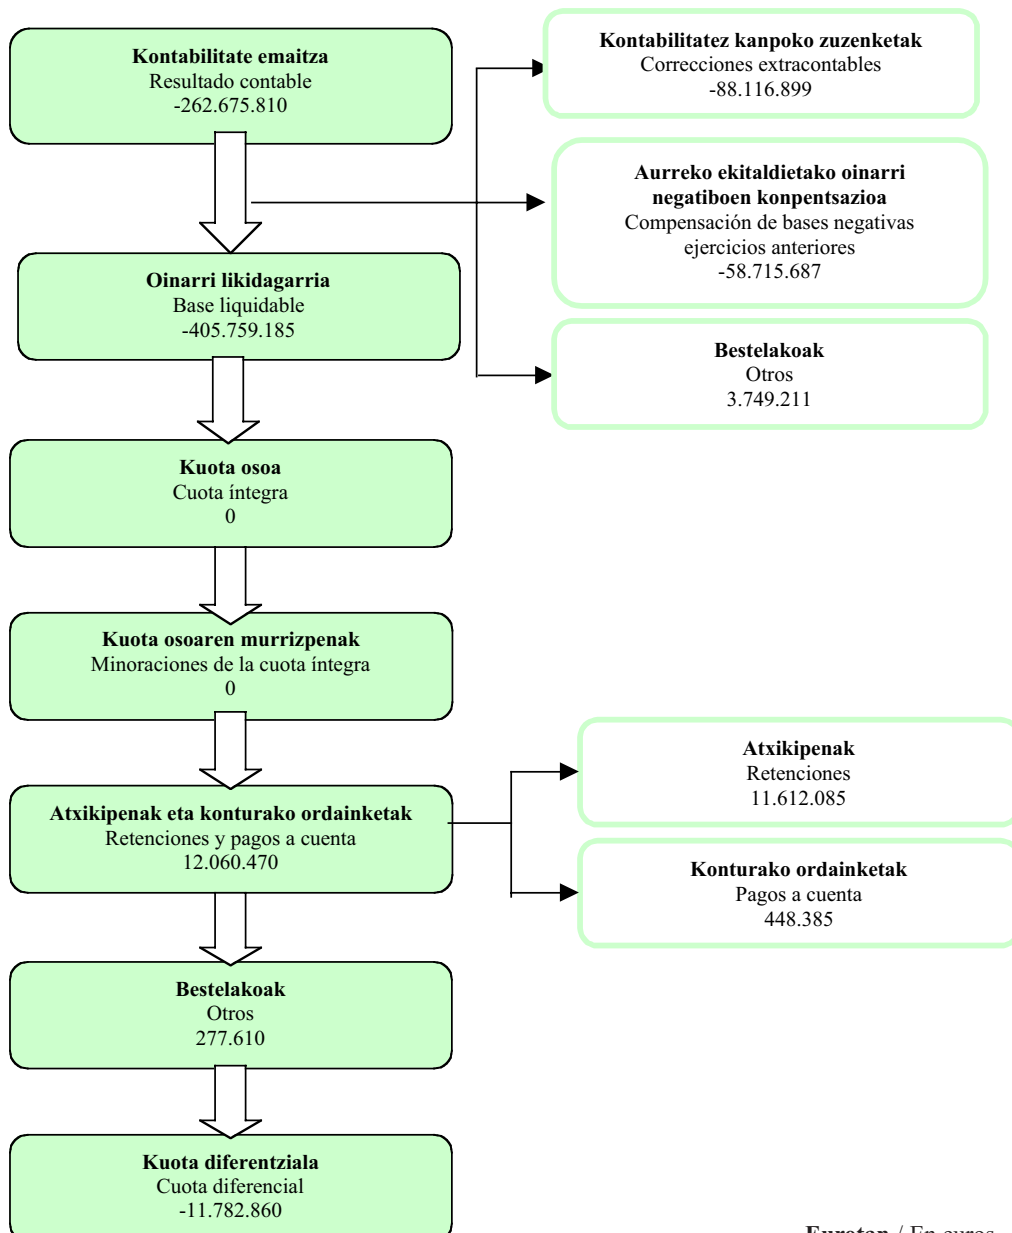 Kontabilitate emaitza
Resultado contable
-262.675.810
Kontabilitatez kanpoko zuzenketak
Correcciones extracontables
-88.116.899
Aurreko ekitaldietako oinarri
negatiboen konpentsazioa
Compensación de bases negativas
ejercicios anteriores
-58.715.687
Oinarri likidagarria
Base liquidable
-405.759.185
Bestelakoak
Otros
3.749.211
Kuota osoa
Cuota íntegra
0
Kuota osoaren murrizpenak
Minoraciones de la cuota íntegra
0
Atxikipenak eta konturako ordainketak
Retenciones y pagos a cuenta
12.060.470
Atxikipenak
Retenciones
11.612.085
Konturako ordainketak
Pagos a cuenta
448.385
Bestelakoak
Otros
277.610
Kuota diferentziala
Cuota diferencial
-11.782.860
Eurotan / En euros